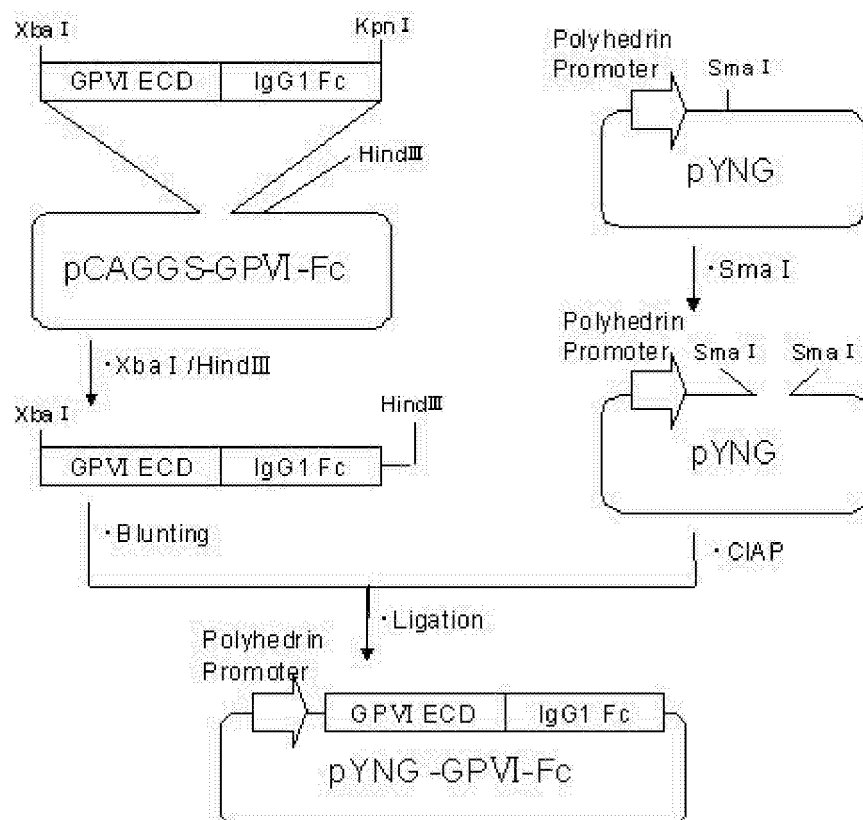 Xba I
Kpn I
GPVI ECD
IgG1 Fc
HindⅢ
pCAGGS-GPVI-Fc
・Xba I /HindⅢ
Xba I
HindⅢ
GPVI ECD
IgG1 Fc
・Blunting
Polyhedrin
Promoter
Sma I
pYNG
・Sma I
Polyhedrin
Promoter
Sma I
Sma I
pYNG
・CIAP
・Ligation
Polyhedrin
Promoter
GPVI ECD
IgG1 Fc
pYNG -GPVI-Fc